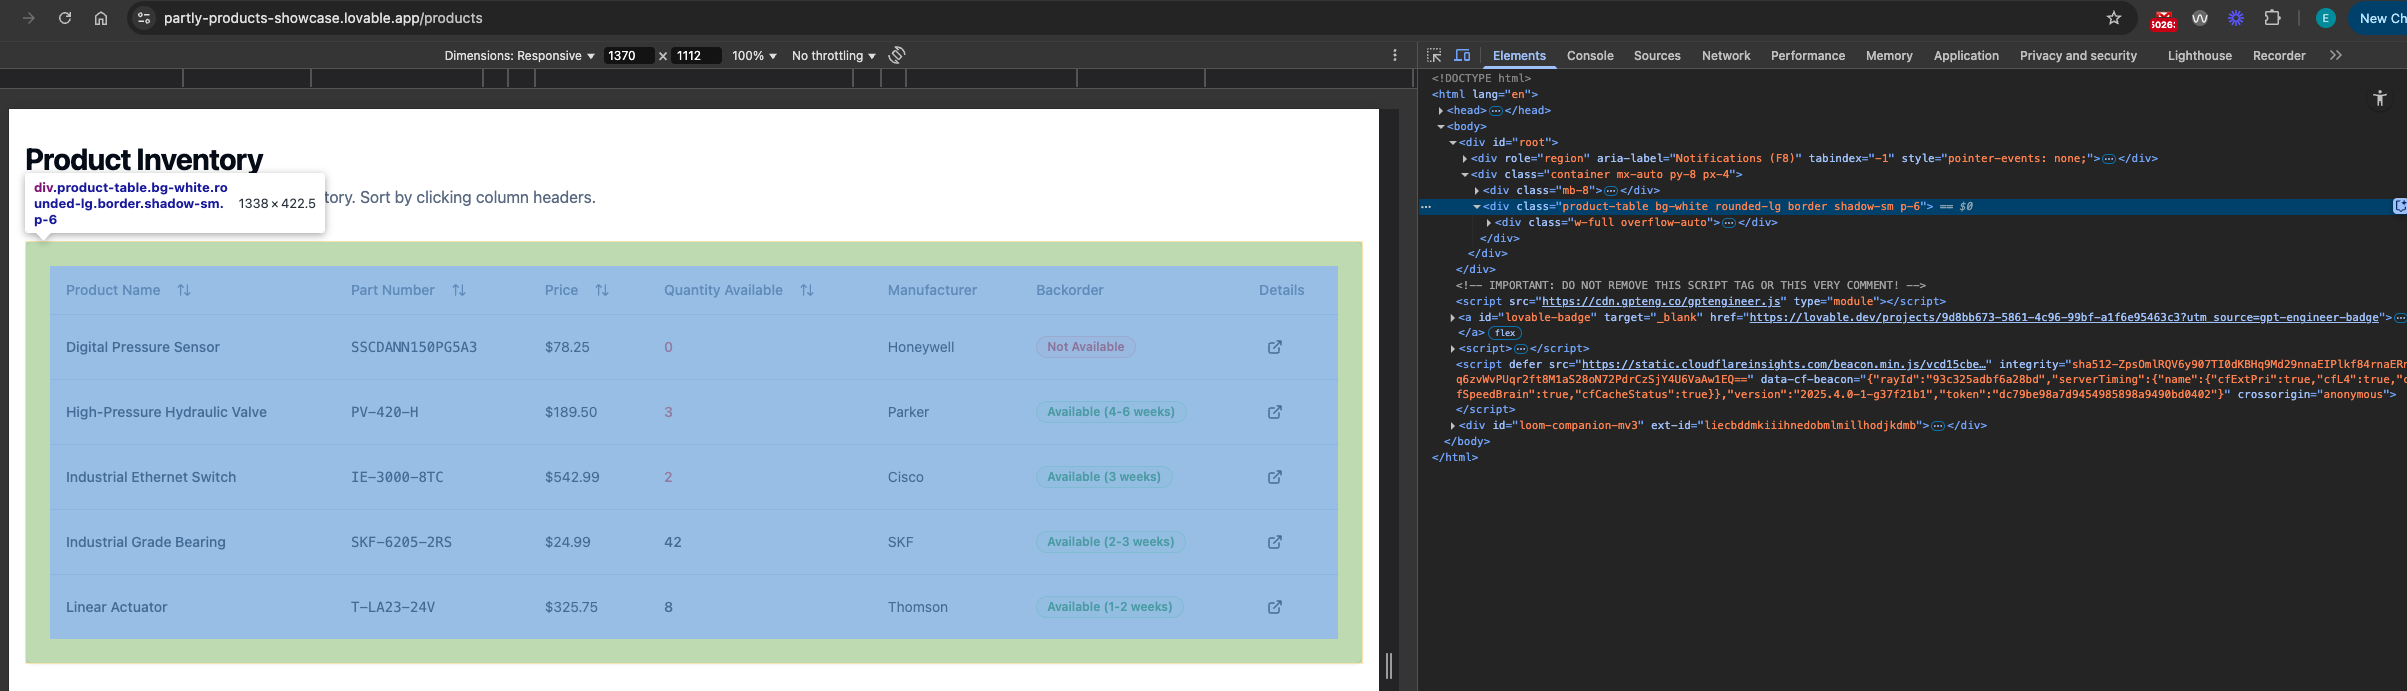 partly-products-showcase.lovable.app/products
50263
E
New Ch
Dimensions: Responsive 1370 x 1112 100% No throttling
Elements Console Sources Network Performance Memory Application Privacy and security Lighthouse Recorder
Product Inventory
div.product-table.bg-white.ro
unded-lg.border.shadow-sm.
p-6
1338 × 422.5
tory. Sort by clicking column headers.
Product Name Part Number Price Quantity Available Manufacturer Backorder Details
Digital Pressure Sensor SSCDANN150PG5A3 $78.25 0 Honeywell Not Available
High-Pressure Hydraulic Valve PV-420-H $189.50 3 Parker Available (4-6 weeks)
Industrial Ethernet Switch IE-3000-8TC $542.99 2 Cisco Available (3 weeks)
Industrial Grade Bearing SKF-6205-2RS $24.99 42 SKF Available (2-3 weeks)
Linear Actuator T-LA23-24V $325.75 8 Thomson Available (1-2 weeks)
<!DOCTYPE html>
<html lang="en">
<head>…</head>
<body>
<div id="root">
<div role="region" aria-label="Notifications (F8)" tabindex="-1" style="pointer-events: none;">…</div>
<div class="container mx-auto py-8 px-4">
<div class="mb-8">…</div>
<div class="product-table bg-white rounded-lg border shadow-sm p-6"> == $0
<div class="w-full overflow-auto">…</div>
</div>
</div>
</div>
<!-- IMPORTANT: DO NOT REMOVE THIS SCRIPT TAG OR THIS VERY COMMENT! -->
<script src="https://cdn.gpteng.co/gptengineer.js" type="module"></script>
<a id="lovable-badge" target="_blank" href="https://lovable.dev/projects/9d8bb673-5861-4c96-99bf-a1f6e95463c3?utm_source=gpt-engineer-badge">…
</a> flex
<script>…</script>
<script defer src="https://static.cloudflareinsights.com/beacon.min.js/vcd15cbe…" integrity="sha512-ZpsOmlRQV6y907TI0dKBHq9Md29nnaEIPlkf84rnaERn
q6zvWvPUqr2ft8M1aS28oN72PdrCzSjY4U6VaAw1EQ==" data-cf-beacon="{"rayId":"93c325adbf6a28bd","serverTiming":{"name":{"cfExtPri":true,"cfL4":true,"c
fSpeedBrain":true,"cfCacheStatus":true}},"version":"2025.4.0-1-g37f21b1","token":"dc79be98a7d9454985898a9490bd0402"}" crossorigin="anonymous">
</script>
<div id="loom-companion-mv3" ext-id="liecbddmkiiihnedobmlmillhodjkdmb">…</div>
</body>
</html>